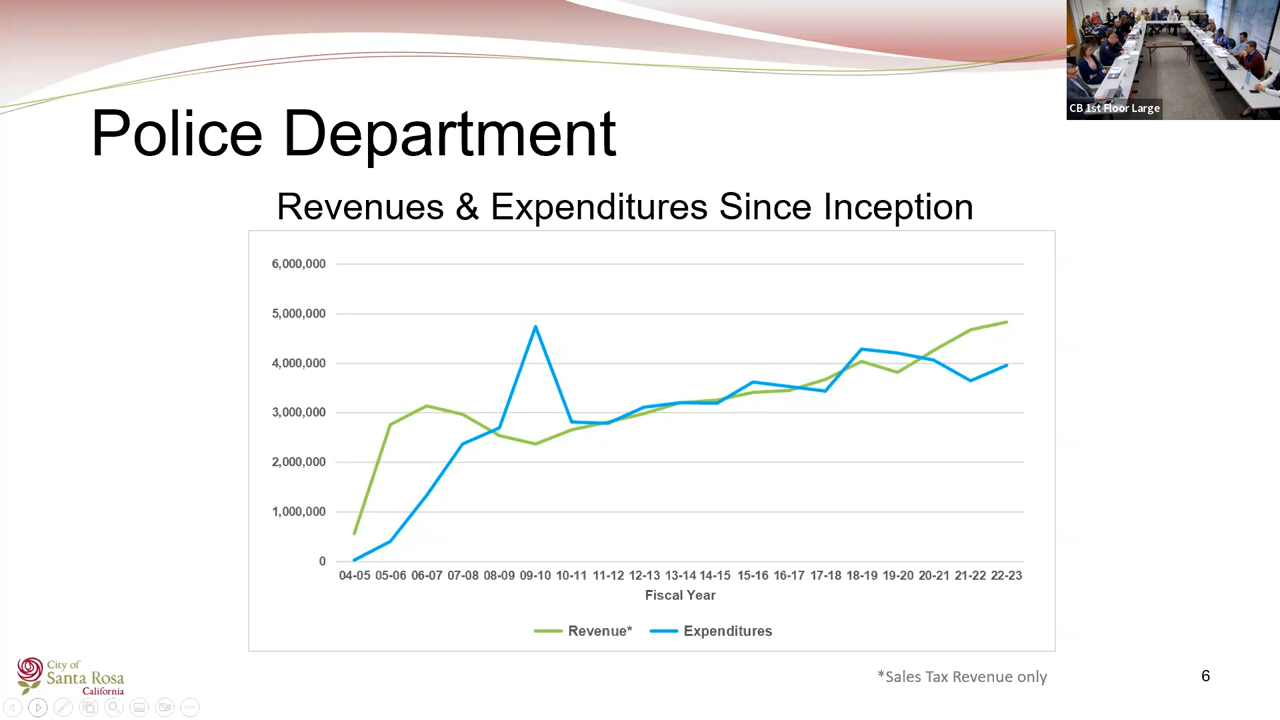 CB 1st Floor Large
Police Department
Revenues & Expenditures Since Inception
6,000,000
5,000,000
4,000,000
3,000,000
2,000,000
1,000,000
0
04-05 05-06 06-07 07-08 08-09 09-10 10-11 11-12 12-13 13-14 14-15 15-16 16-17 17-18 18-19 19-20 20-21 21-22 22-23
Fiscal Year
Revenue* Expenditures
City of
Santa Rosa
California
*Sales Tax Revenue only
6